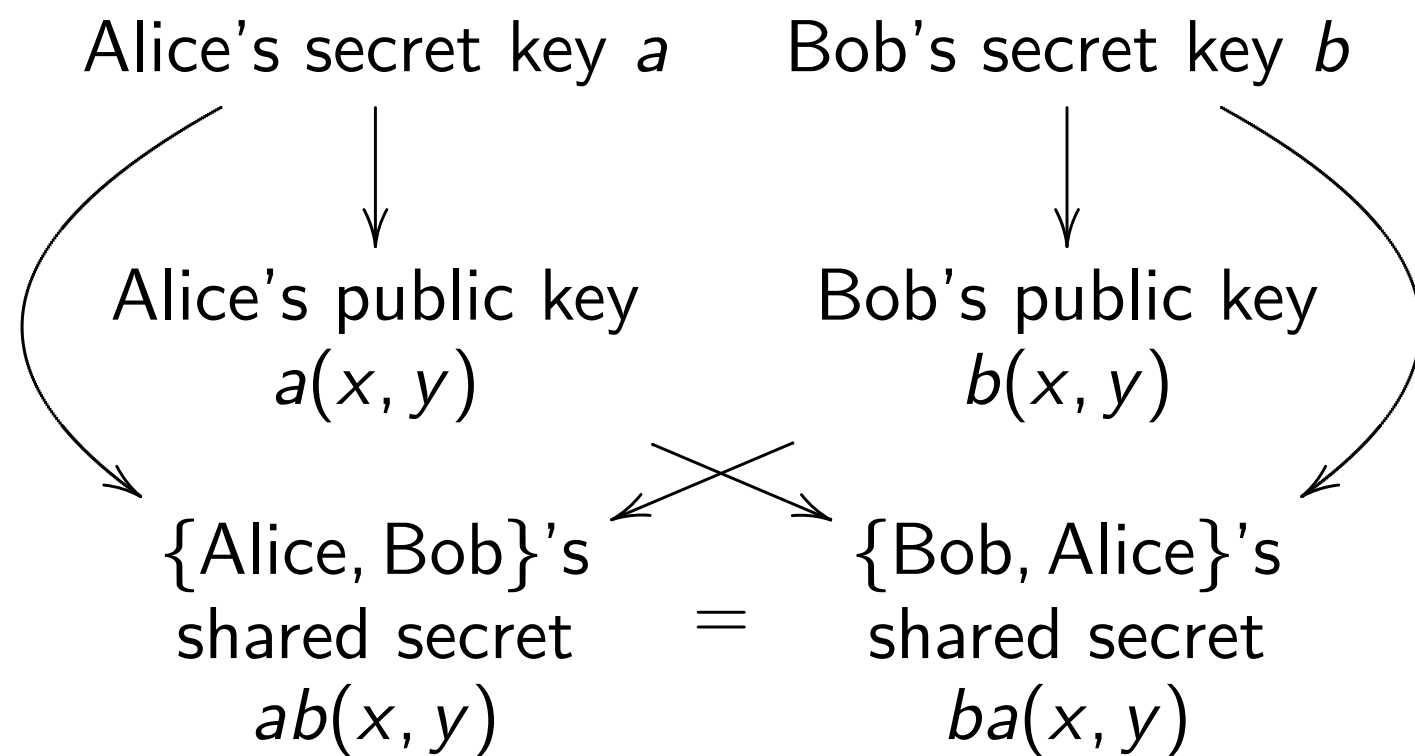 Alice's secret key a
Bob's secret key b
Alice's public key
a(x, y)
Bob's public key
b(x, y)
{Alice, Bob}'s
shared secret
ab(x, y)
=
{Bob, Alice}'s
shared secret
ba(x, y)